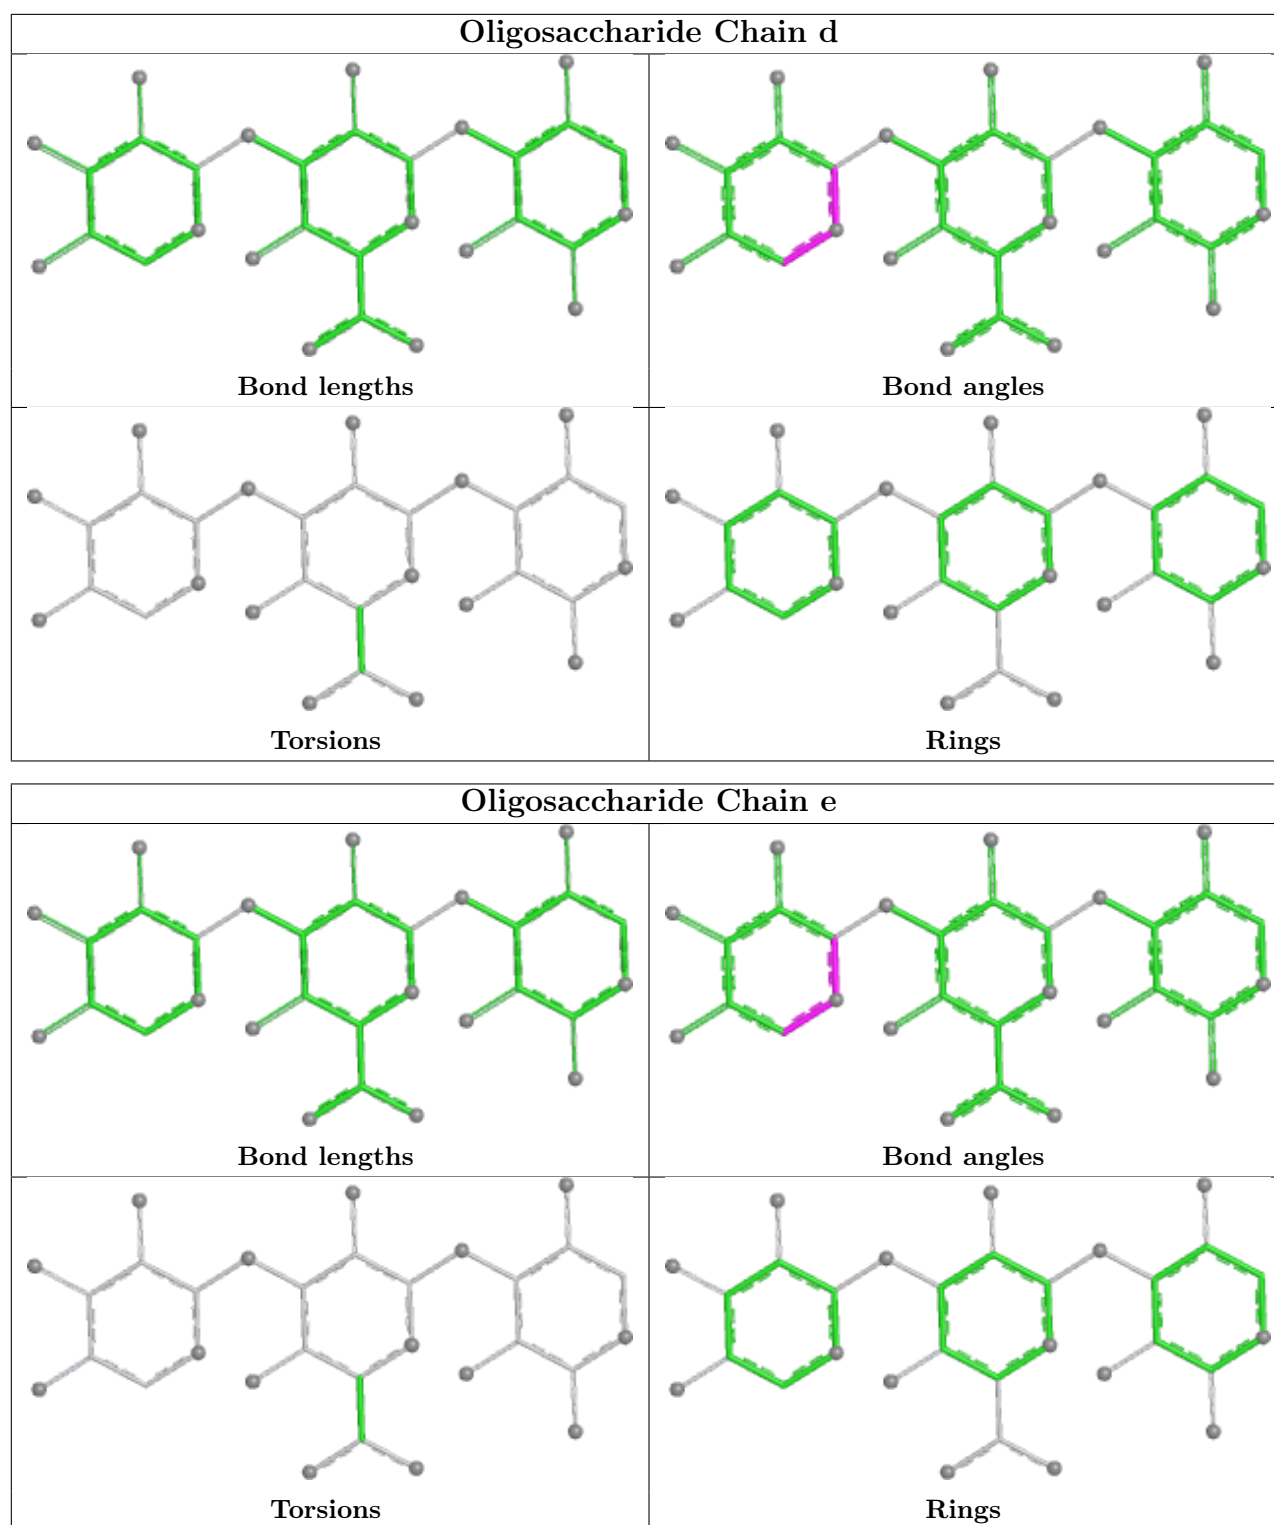 Oligosaccharide Chain d
Bond lengths
Bond angles
Torsions
Rings
Oligosaccharide Chain e
Bond lengths
Bond angles
Torsions
Rings